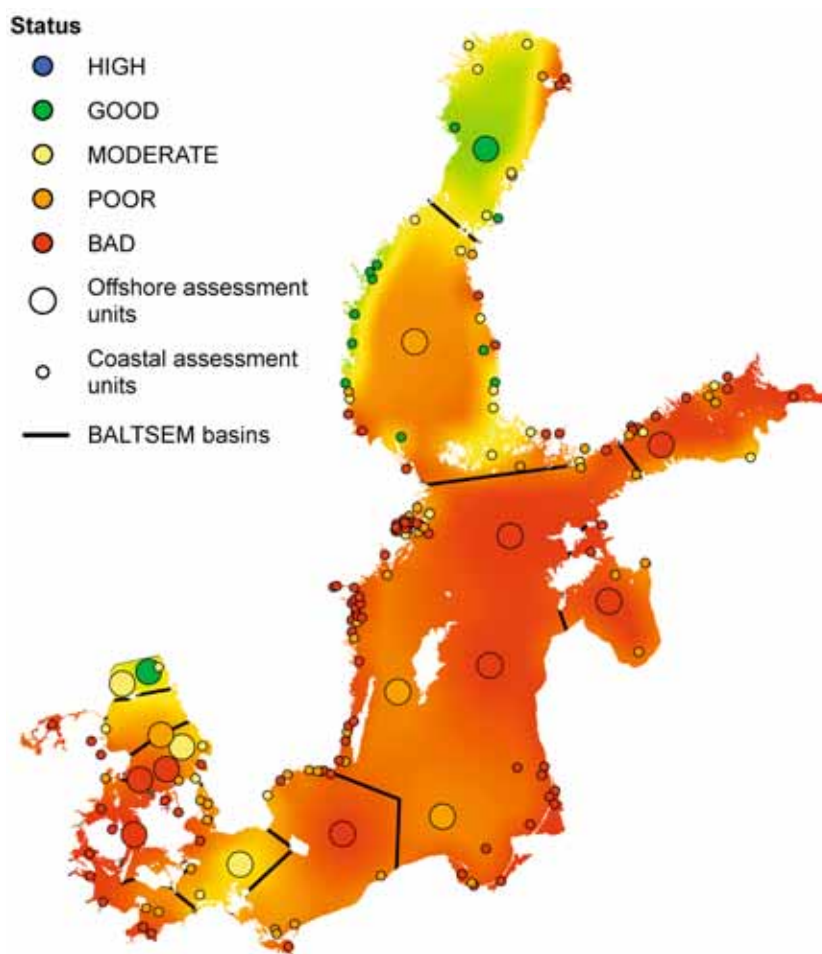 Status
HIGH
GOOD
MODERATE
POOR
BAD
Offshore assessment
units
Coastal assessment
units
BALTSEM basins